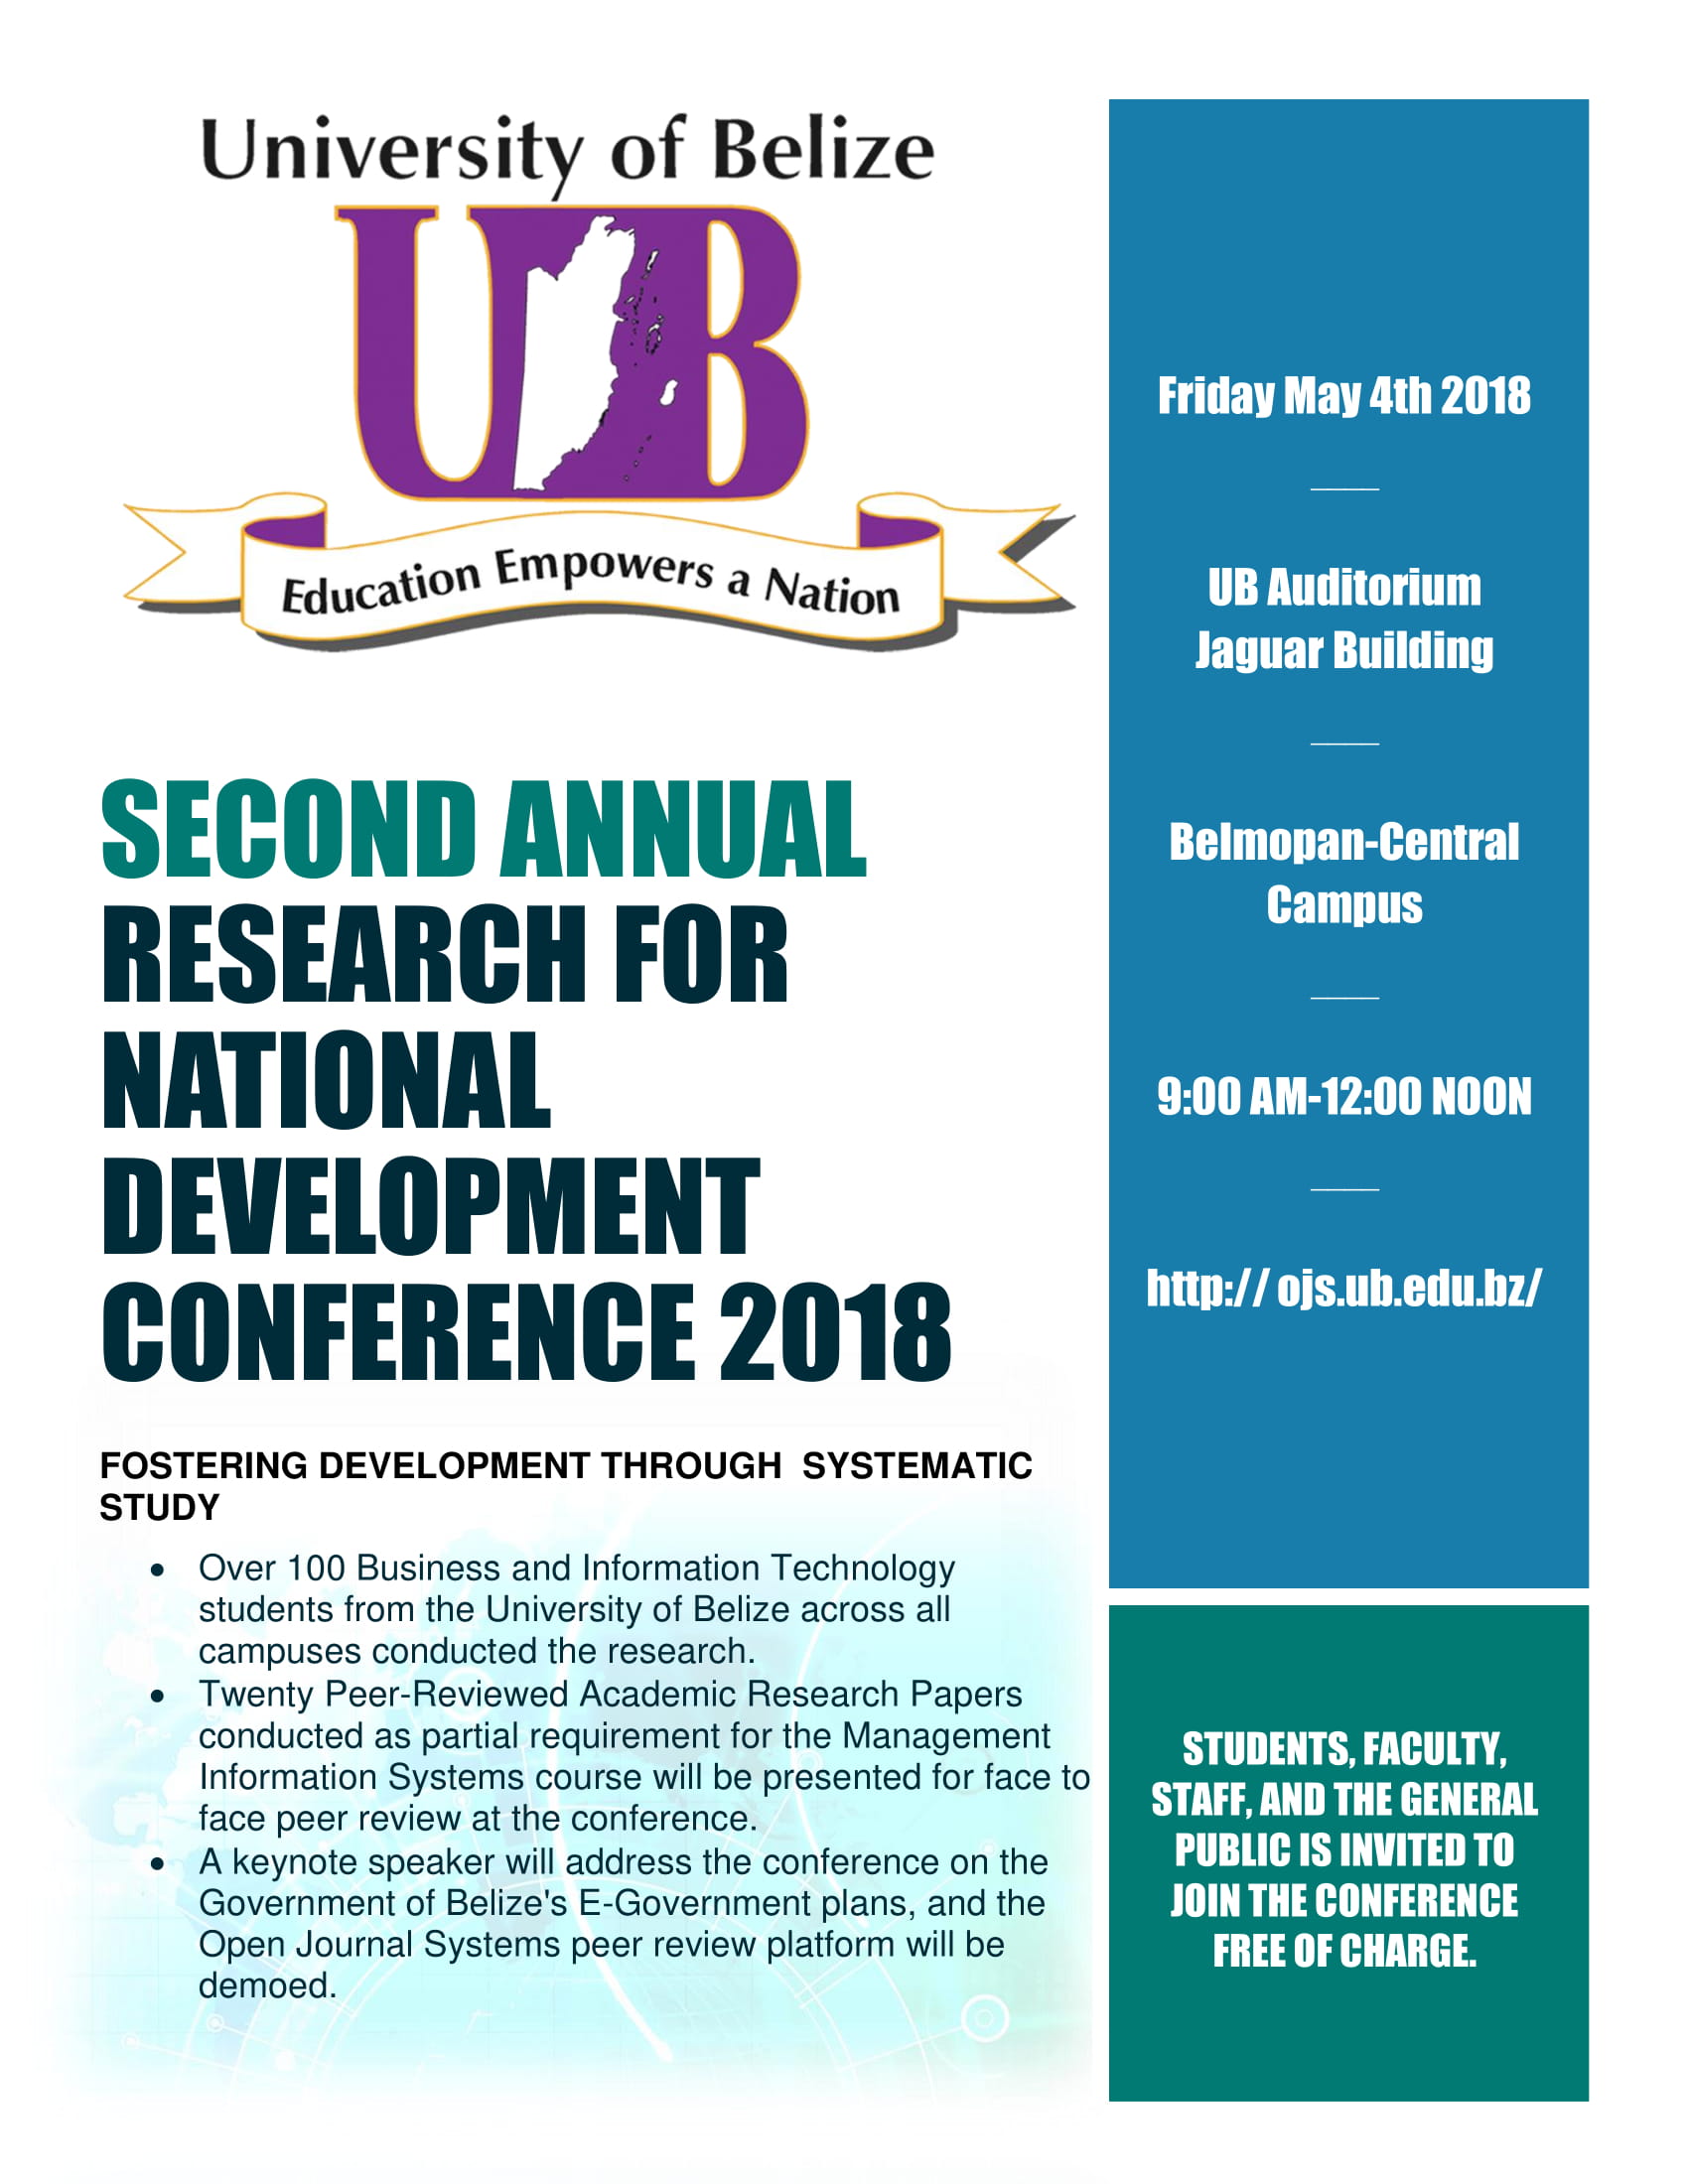 University of Belize
UB
Education Empowers a Nation
SECOND ANNUAL
RESEARCH FOR
NATIONAL
DEVELOPMENT
CONFERENCE 2018
FOSTERING DEVELOPMENT THROUGH  SYSTEMATIC
STUDY
• Over 100 Business and Information Technology
students from the University of Belize across all
campuses conducted the research.
• Twenty Peer-Reviewed Academic Research Papers
conducted as partial requirement for the Management
Information Systems course will be presented for face to
face peer review at the conference.
• A keynote speaker will address the conference on the
Government of Belize's E-Government plans, and the
Open Journal Systems peer review platform will be
demoed.
Friday May 4th 2018
UB Auditorium
Jaguar Building
Belmopan-Central
Campus
9:00 AM-12:00 NOON
http:// ojs.ub.edu.bz/
STUDENTS, FACULTY,
STAFF, AND THE GENERAL
PUBLIC IS INVITED TO
JOIN THE CONFERENCE
FREE OF CHARGE.